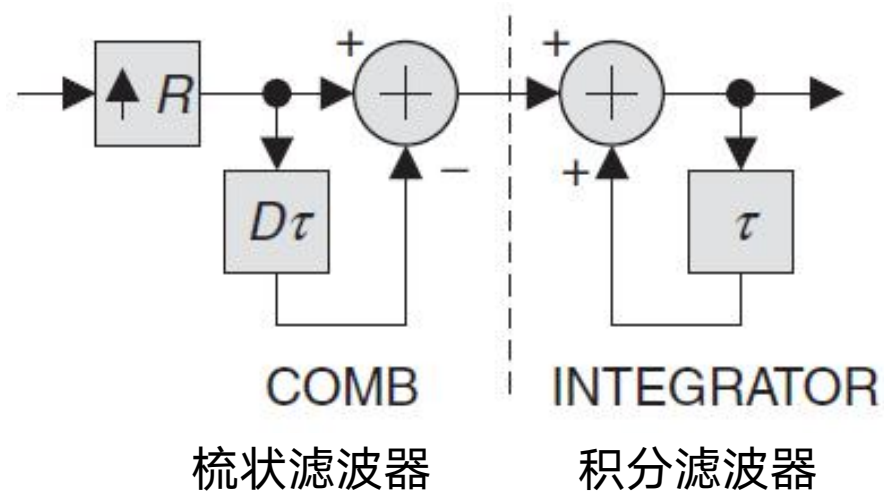 + +
↑ R
+ +
− +
Dτ τ
COMB INTEGRATOR
梳状滤波器 积分滤波器